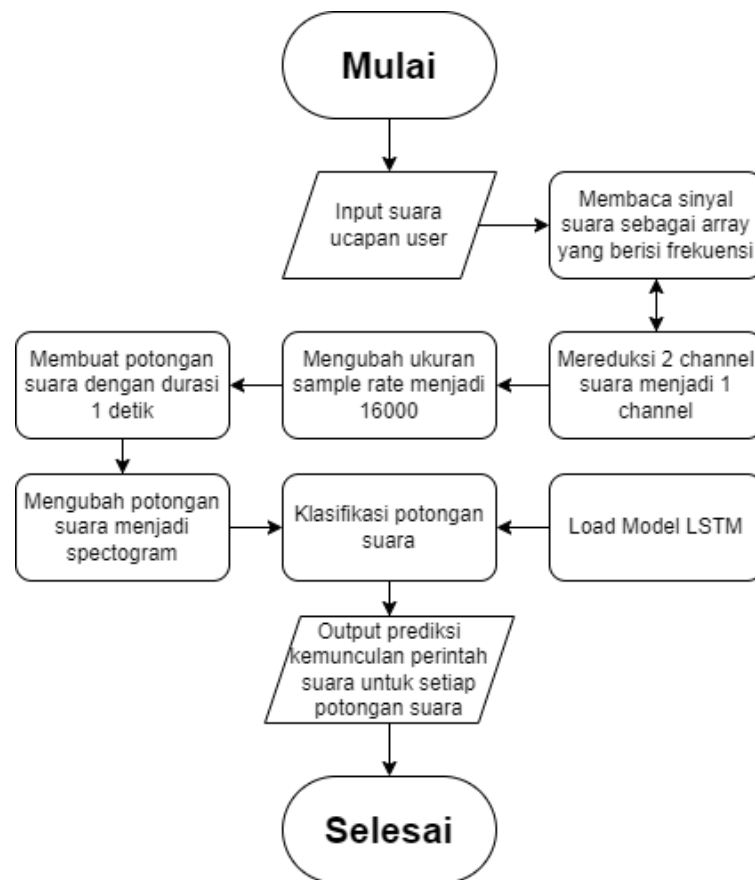 Mulai
Input suara
ucapan user
Membaca sinyal
suara sebagai array
yang berisi frekuensi
Mereduksi 2 channel
suara menjadi 1
channel
Mengubah ukuran
sample rate menjadi
16000
Membuat potongan
suara dengan durasi
1 detik
Mengubah potongan
suara menjadi
spectogram
Klasifikasi potongan
suara
Load Model LSTM
Output prediksi
kemunculan perintah
suara untuk setiap
potongan suara
Selesai